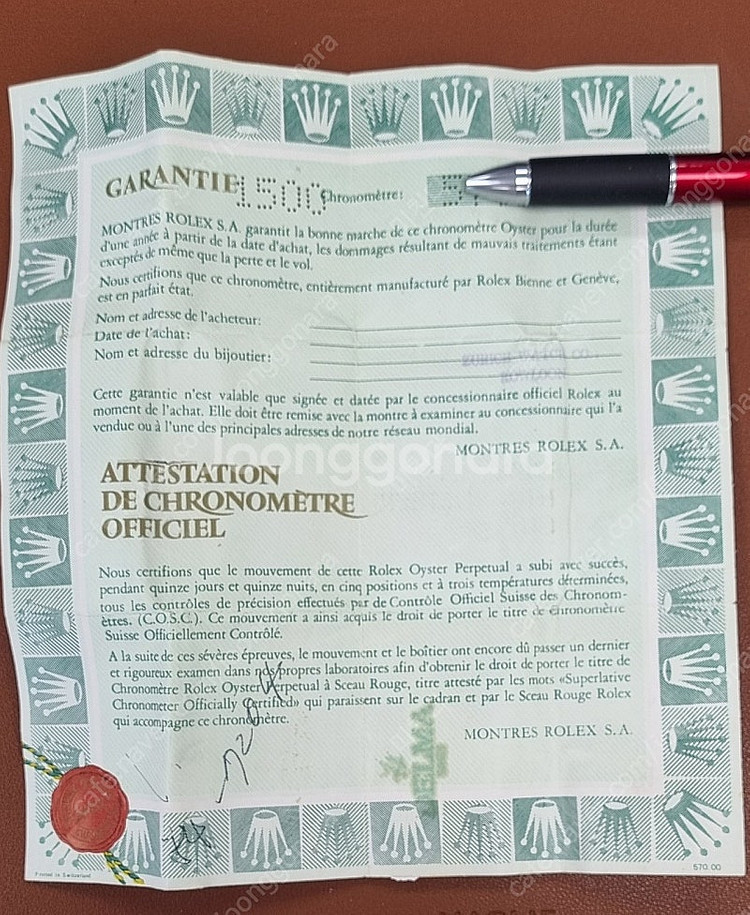 GARANTIE 1500 Chronomètre:
MONTRES ROLEX S.A. garantit la bonne marche de ce chronomètre Oyster pour la durée
d'une année à partir de la date d'achat, les dommages résultant de mauvais traitements étant
exceptés de même que la perte et le vol.
Nous certifions que ce chronomètre, entièrement manufacturé par Rolex Bienne et Genève,
est en parfait état.
Nom et adresse de l'acheteur:
Date de l'achat:
Nom et adresse du bijoutier:
WATCH CO.
KOWLOON
Cette garantie n'est valable que signée et datée par le concessionnaire officiel Rolex au
moment de l'achat. Elle doit être remise avec la montre à examiner au concessionnaire qui l'a
vendue ou à l'une des principales adresses de notre réseau mondial.
MONTRES ROLEX S.A.
loonggonara
ATTESTATION
DE CHRONOMÈTRE
OFFICIEL
Nous certifions que le mouvement de cette Rolex Oyster Perpetual a subi avec succès,
pendant quinze jours et quinze nuits, en cinq positions et à trois températures déterminées,
tous les contrôles de précision effectués par de Contrôle Officiel Suisse des Chronom-
ètres. (C.O.S.C.). Ce mouvement a ainsi acquis le droit de porter le titre de Chronomètre
Suisse Officiellement Contrôlé.
A la suite de ces sévères épreuves, le mouvement et le boîtier ont encore dû passer un dernier
et rigoureux examen dans propres laboratoires afin d'obtenir le droit de porter le titre de
Chronomètre Rolex Oyster Perpetual à Sceau Rouge, titre attesté par les mots «Superlative
Chronometer Officially Certified» qui paraissent sur le cadran et par le Sceau Rouge Rolex
qui accompagne ce chronomètre.
MONTRES ROLEX S.A.
DELMA
Printed in Switzerland
570.00